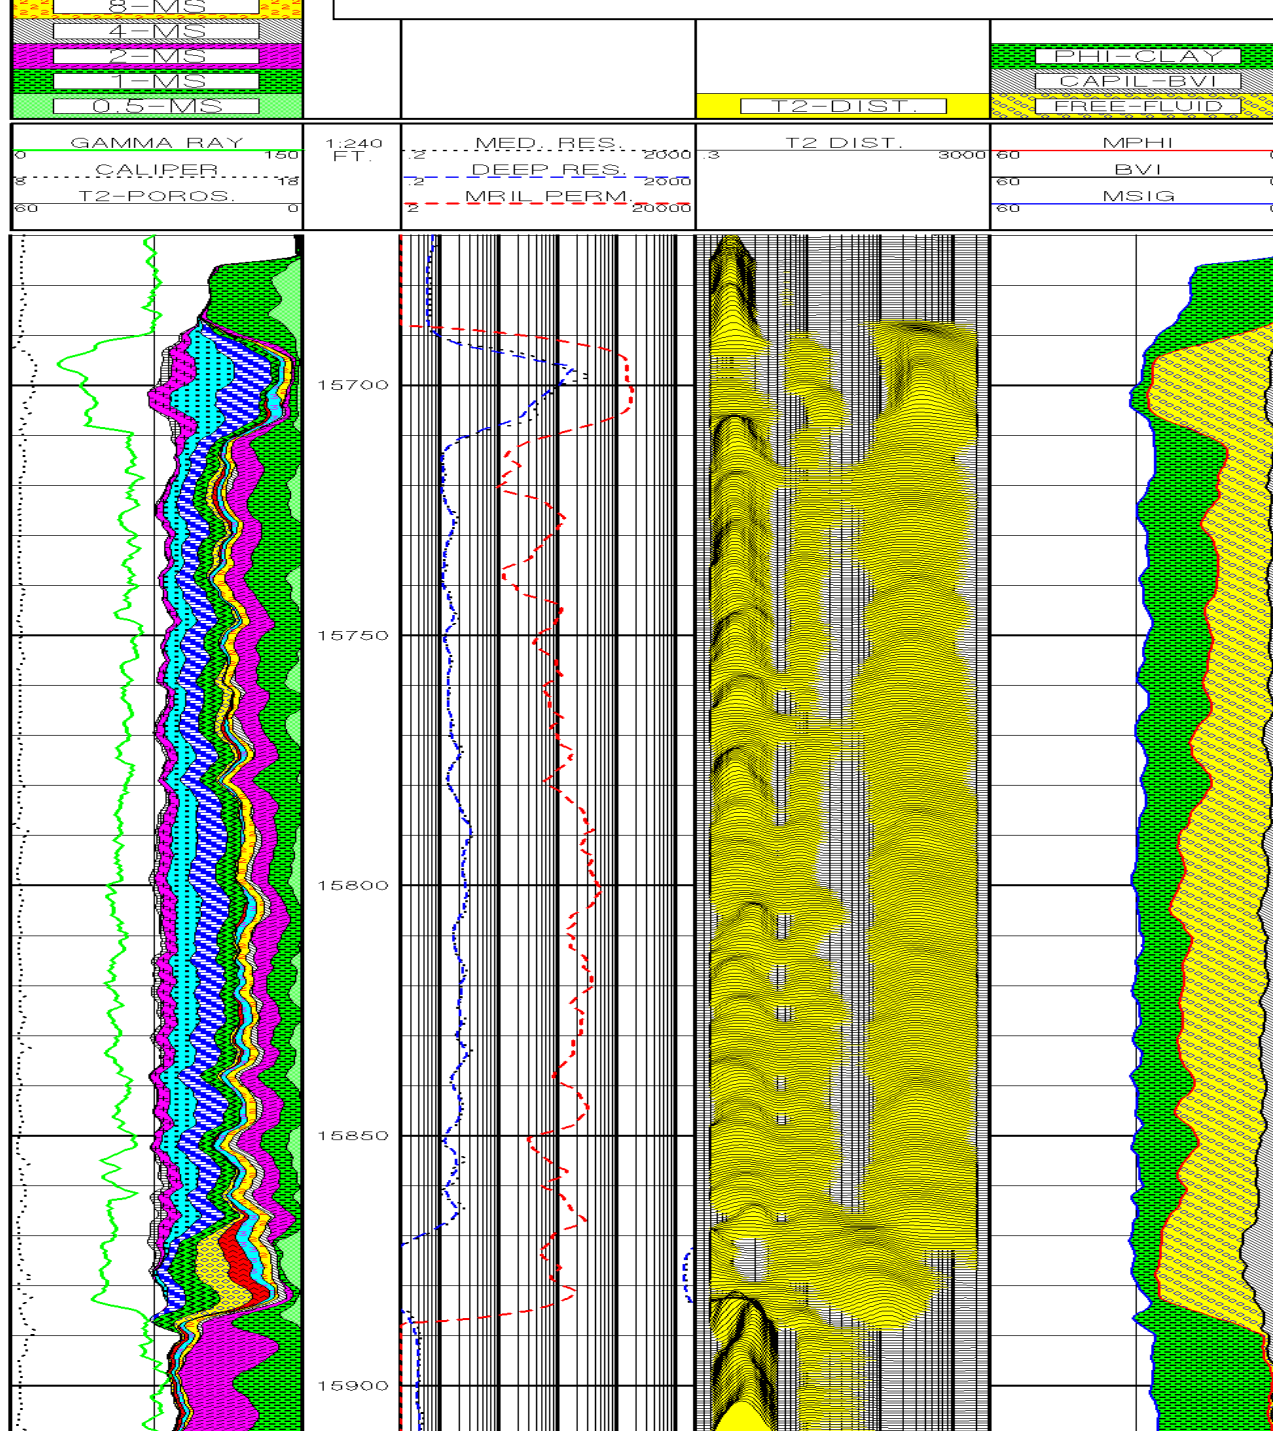 8-MS
4-MS
2-MS
1-MS
0.5-MS
T2-DIST.
PHI-CLAY
CAPIL-BVI
FREE-FLUID
GAMMA RAY
0 150
CALIPER
8 18
T2-POROS.
60 0
1:240
FT.
MED. RES.
.2 2000
DEEP RES.
.2 2000
MRIL PERM.
.2 20000
T2 DIST.
.3 3000
MPHI
60 0
BVI
60 0
MSIG
60 0
15700
15750
15800
15850
15900